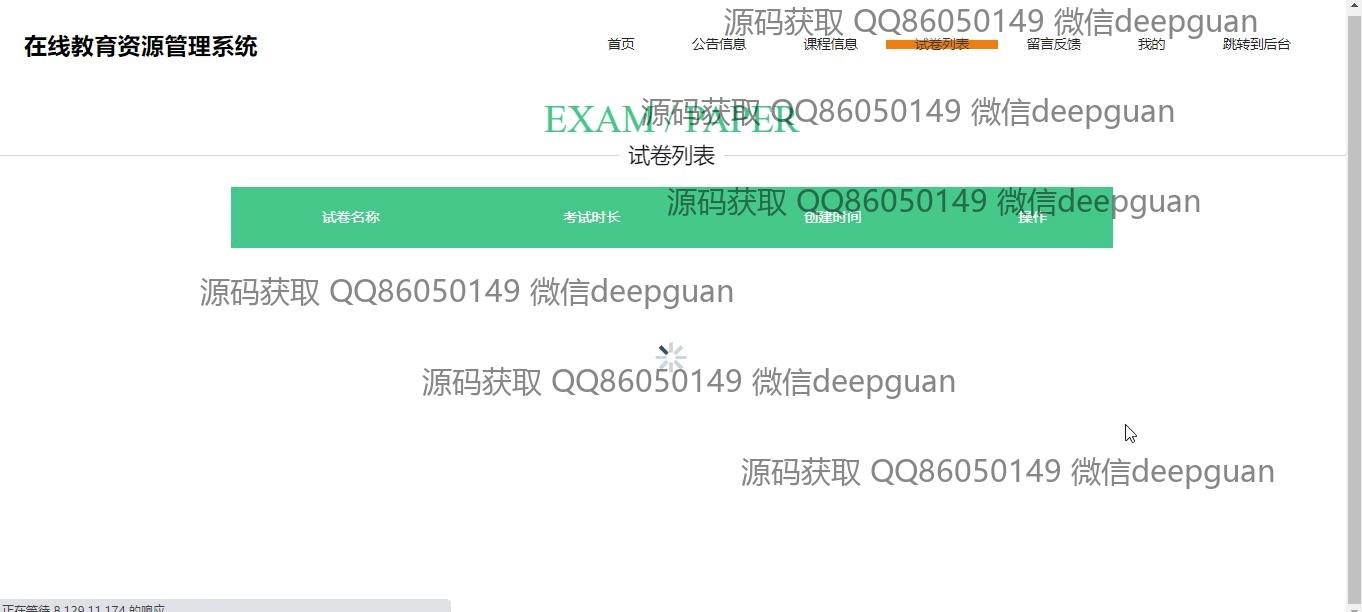 源码获取 QQ86050149 微信deepguan
在线教育资源管理系统
首页 公告信息 课程信息 试卷列表 留言反馈 我的 跳转到后台
源码获取 QQ86050149 微信deepguan
EXAM / PAPER
试卷列表
源码获取 QQ86050149 微信deepguan
试卷名称 考试时长 创建时间 操作
源码获取 QQ86050149 微信deepguan
源码获取 QQ86050149 微信deepguan
源码获取 QQ86050149 微信deepguan
正在等待 8.129.11.174 的响应